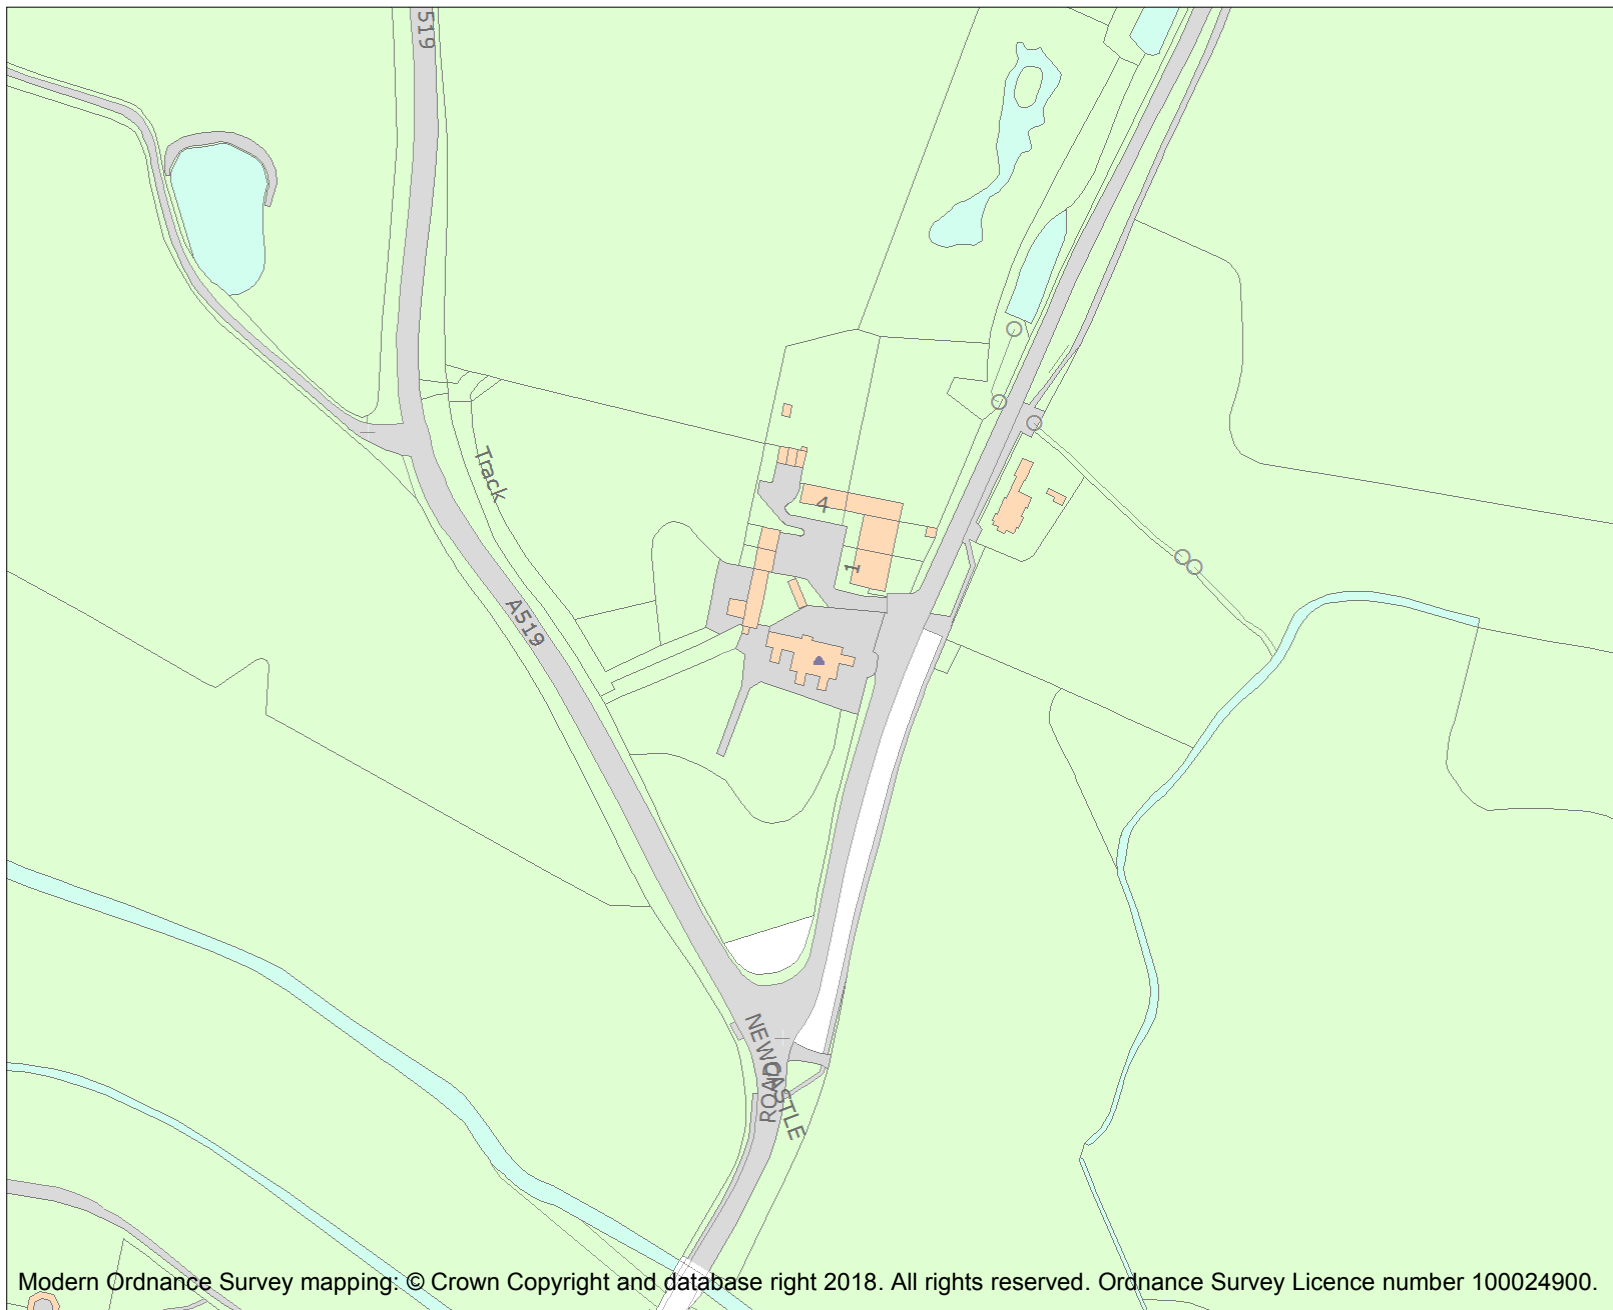 519
Track
4
1
A519
NEWCASTLE
ROAD
Modern Ordnance Survey mapping: © Crown Copyright and database right 2018. All rights reserved. Ordnance Survey Licence number 100024900.